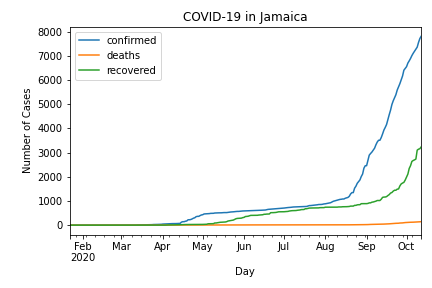 COVID-19 in Jamaica
confirmed
deaths
recovered
Number of Cases
8000
7000
6000
5000
4000
3000
2000
1000
0
Feb Mar Apr May Jun Jul Aug Sep Oct
2020
Day